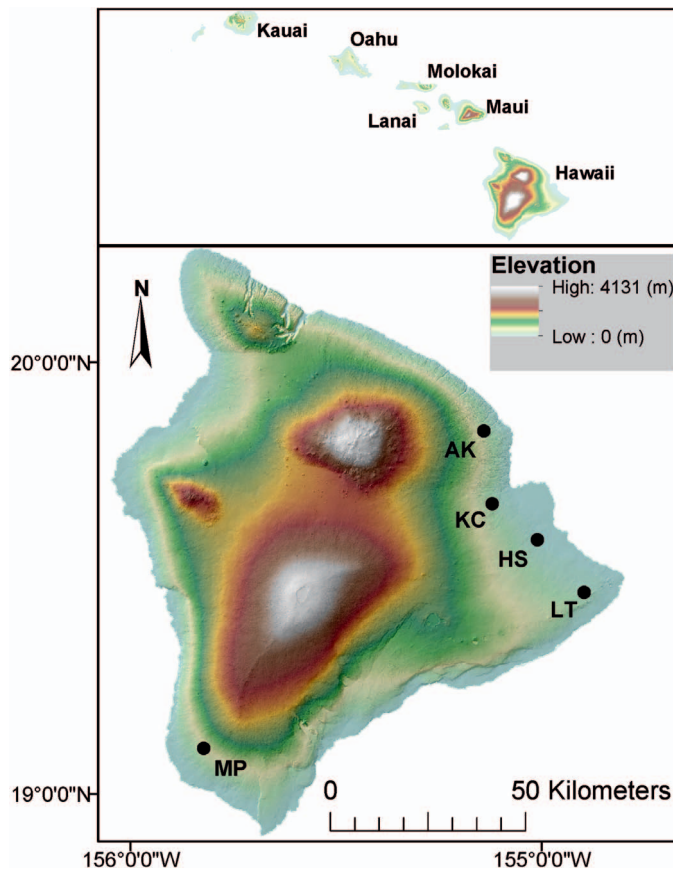 Kauai
Oahu
Molokai
Lanai
Maui
Hawaii
Elevation
High: 4131 (m)
Low : 0 (m)
N
20°0'0"N
AK
KC
HS
LT
MP
19°0'0"N
0 50 Kilometers
156°0'0"W 155°0'0"W